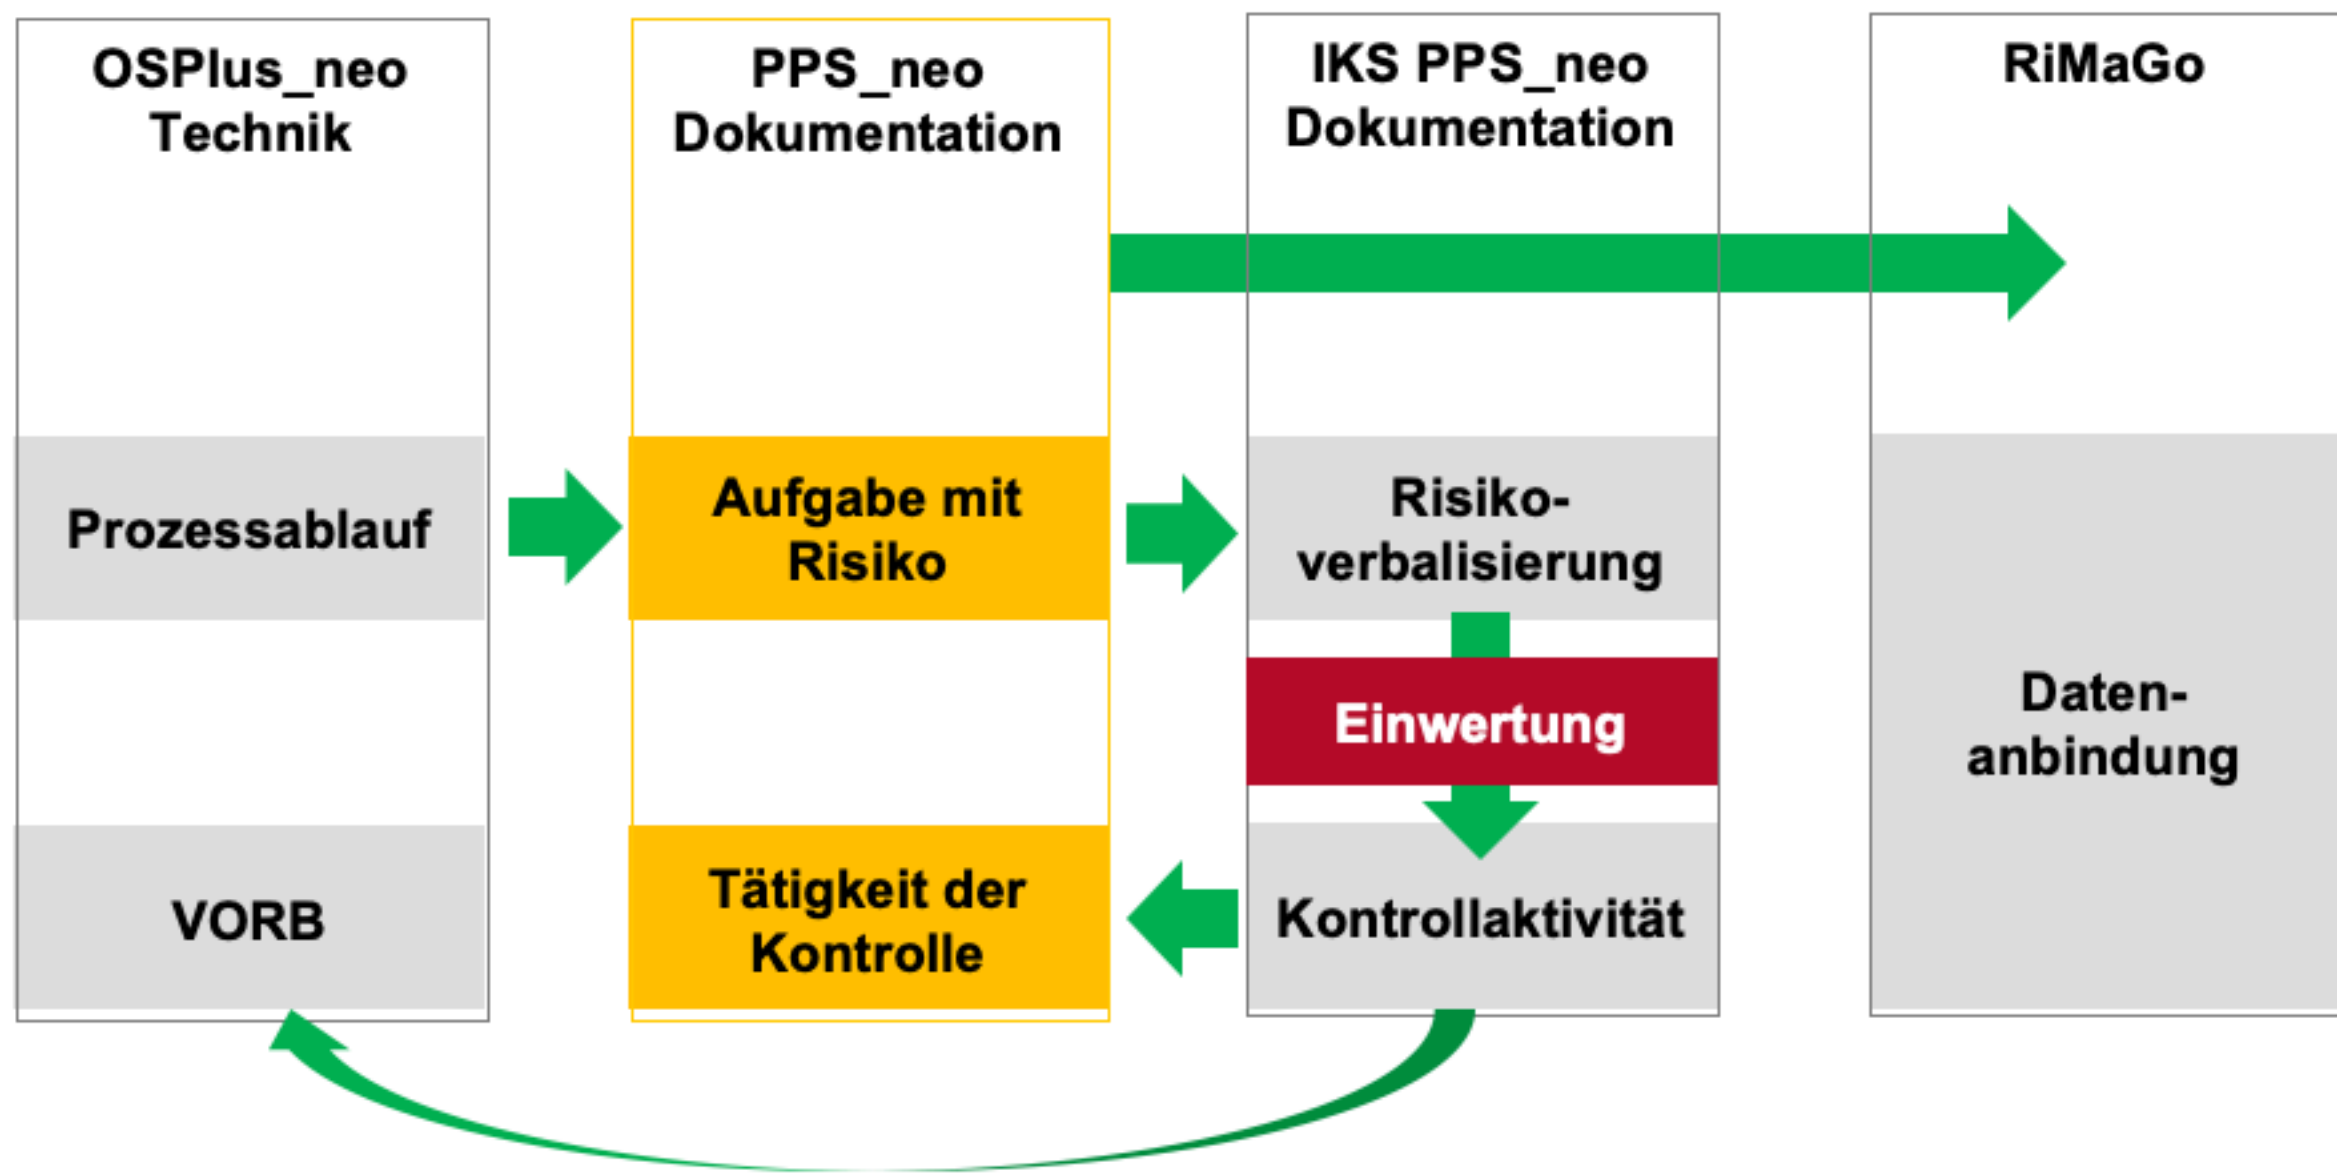 OSPlus_neo
Technik
PPS_neo
Dokumentation
IKS PPS_neo
Dokumentation
RiMaGo
Prozessablauf
Aufgabe mit
Risiko
Risiko-
verbalisierung
Einwertung
Daten-
anbindung
VORB
Tätigkeit der
Kontrolle
Kontrollaktivität